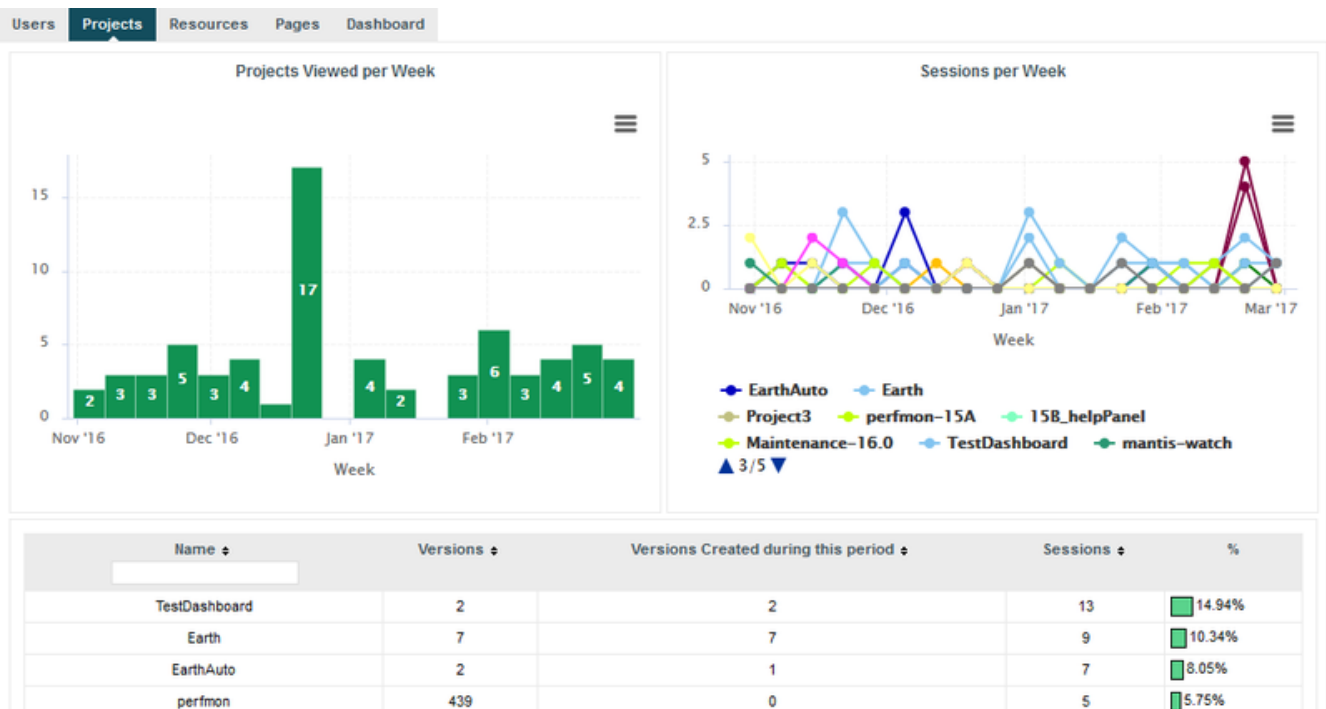 Users Projects Resources Pages Dashboard
Projects Viewed per Week
15
10
5
0
2 3 3 5 3 4 17 4 2 3 6 3 4 5 4
Nov '16 Dec '16 Jan '17 Feb '17
Week
Sessions per Week
5
2.5
0
Nov '16 Dec '16 Jan '17 Feb '17 Mar '17
Week
EarthAuto Earth
Project3 perfmon-15A 15B_helpPanel
Maintenance-16.0 TestDashboard mantis-watch
3/5
Name Versions Versions Created during this period Sessions %
TestDashboard 2 2 13 14.94%
Earth 7 7 9 10.34%
EarthAuto 2 1 7 8.05%
perfmon 439 0 5 5.75%